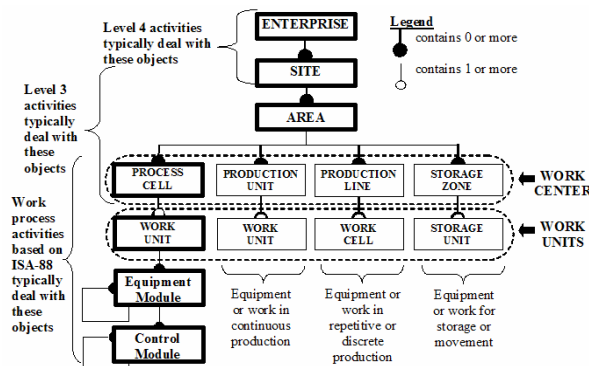 Level 4 activities
typically deal with
these objects
ENTERPRISE
SITE
AREA
Legend
contains 0 or more
contains 1 or more
Level 3
activities
typically
deal with
these
objects
PROCESS
CELL
PRODUCTION
UNIT
PRODUCTION
LINE
STORAGE
ZONE
WORK
CENTER
Work
process
activities
based on
ISA-88
typically
deal with
these
objects
WORK
UNIT
WORK
UNIT
WORK
CELL
STORAGE
UNIT
WORK
UNITS
Equipment
Module
Control
Module
Equipment
or work in
continuous
production
Equipment or
work in
repetitive or
discrete
production
Equipment
or work for
storage or
movement